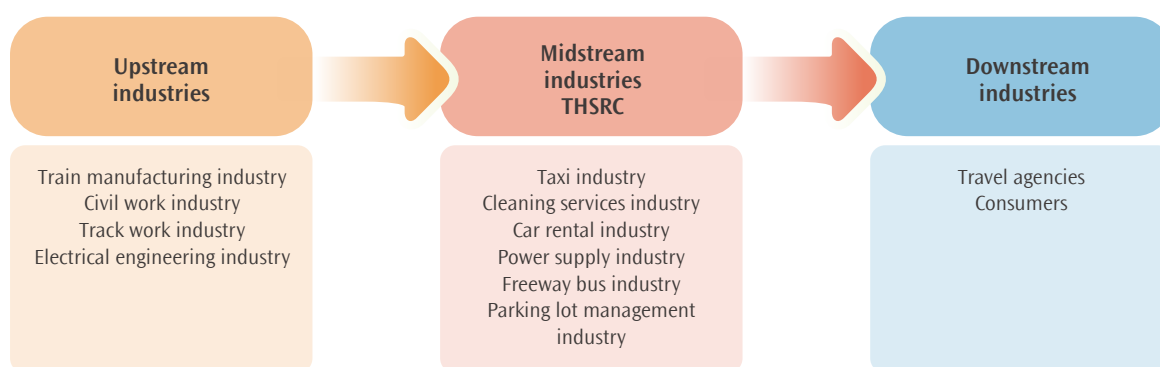 Upstream
industries
Midstream
industries
THSRC
Downstream
industries
Train manufacturing industry
Civil work industry
Track work industry
Electrical engineering industry
Taxi industry
Cleaning services industry
Car rental industry
Power supply industry
Freeway bus industry
Parking lot management
industry
Travel agencies
Consumers